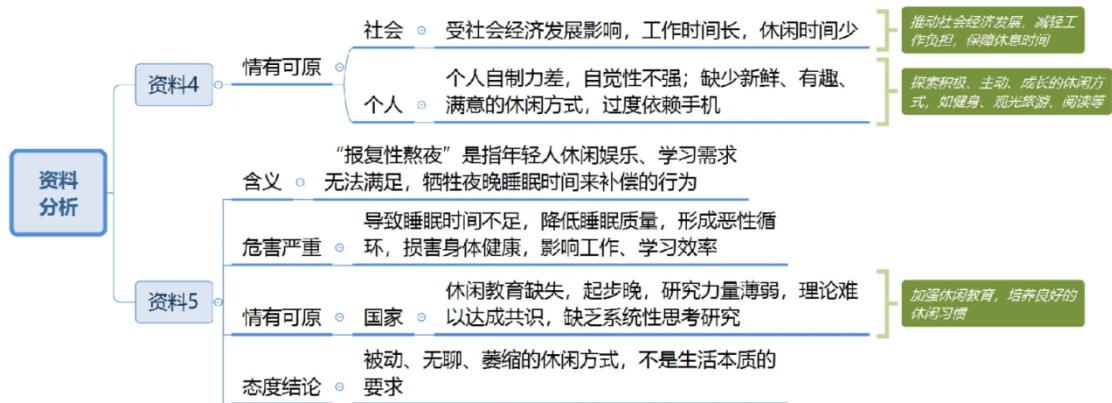 资料
分析
资料4
情有可原
社会
受社会经济发展影响，工作时间长，休闲时间少
推动社会经济发展，减轻工
作负担，保障休息时间
个人
个人自制力差，自觉性不强；缺少新鲜、有趣、
满意的休闲方式，过度依赖手机
探索积极、主动、成长的休闲方
式，如健身、观光旅游、阅读等
资料5
含义
“报复性熬夜”是指年轻人休闲娱乐、学习需求
无法满足，牺牲夜晚睡眠时间来补偿的行为
危害严重
导致睡眠时间不足，降低睡眠质量，形成恶性循
环，损害身体健康，影响工作、学习效率
情有可原
国家
休闲教育缺失，起步晚，研究力量薄弱，理论难
以达成共识，缺乏系统性思考研究
加强休闲教育，培养良好的
休闲习惯
态度结论
被动、无聊、萎缩的休闲方式，不是生活本质的
要求